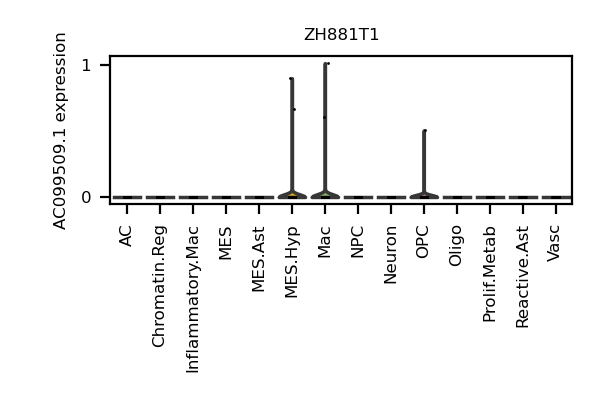 ZH881T1
AC099509.1 expression
1
0
AC
Chromatin.Reg
Inflammatory.Mac
MES
MES.Ast
MES.Hyp
Mac
NPC
Neuron
OPC
Oligo
Prolif.Metab
Reactive.Ast
Vasc